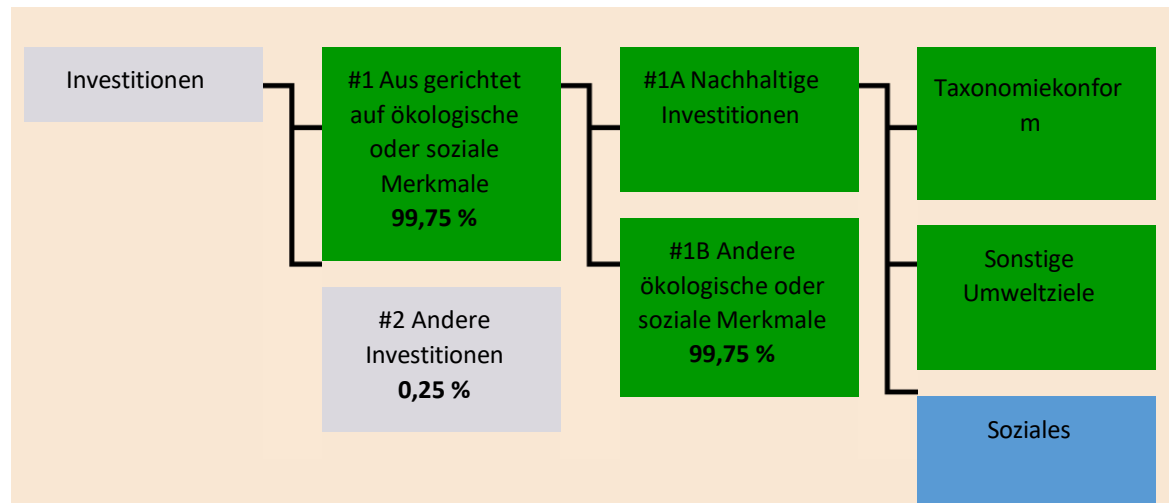 Investitionen
#1 Aus gerichtet
auf ökologische
oder soziale
Merkmale
99,75 %
#2 Andere
Investitionen
0,25 %
#1A Nachhaltige
Investitionen
#1B Andere
ökologische oder
soziale Merkmale
99,75 %
Taxonomiekonfor
m
Sonstige
Umweltziele
Soziales